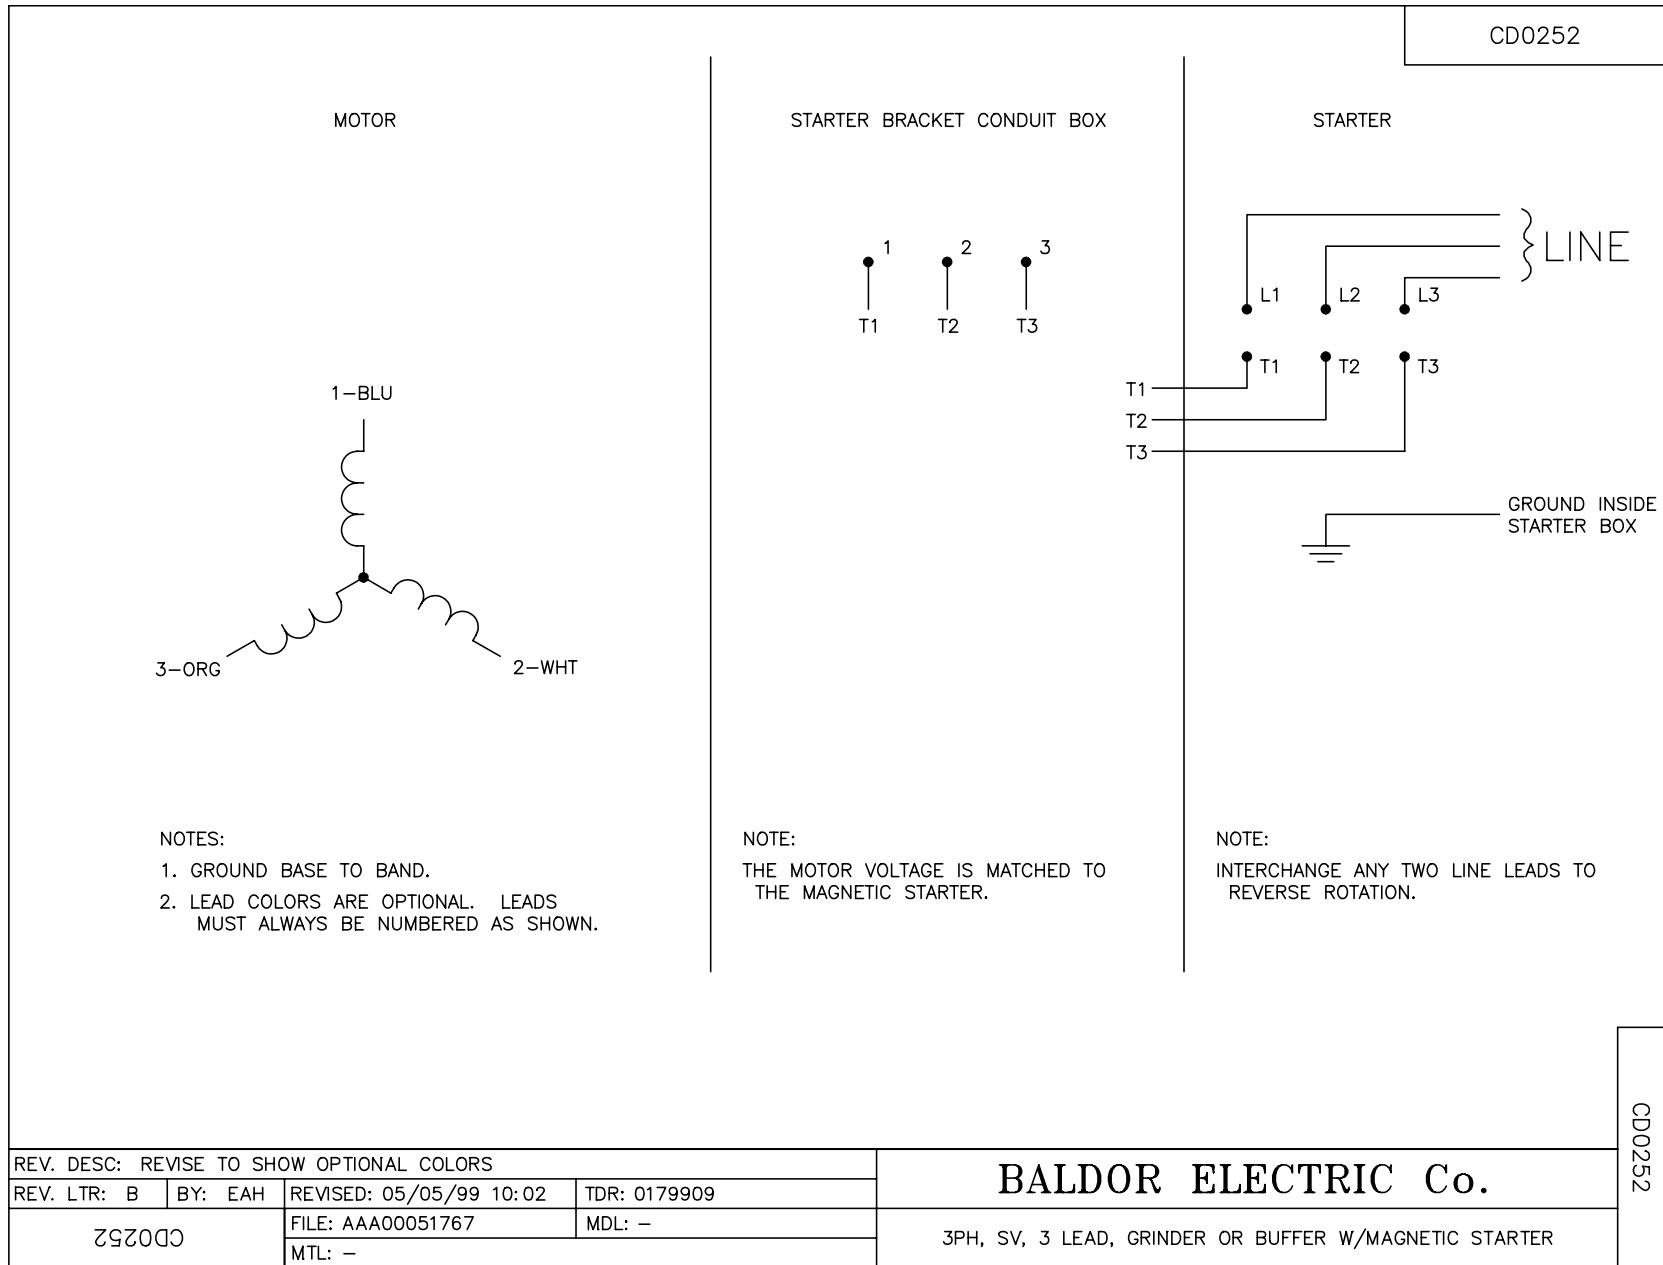 CD0252
MOTOR
STARTER BRACKET CONDUIT BOX
STARTER
1
2
3
T1
T2
T3
LINE
L1
L2
L3
T1
T2
T3
T1
T2
T3
1-BLU
3-ORG
2-WHT
GROUND INSIDE
STARTER BOX
NOTES:
1. GROUND BASE TO BAND.
2. LEAD COLORS ARE OPTIONAL. LEADS
MUST ALWAYS BE NUMBERED AS SHOWN.
NOTE:
THE MOTOR VOLTAGE IS MATCHED TO
THE MAGNETIC STARTER.
NOTE:
INTERCHANGE ANY TWO LINE LEADS TO
REVERSE ROTATION.
CD0252
REV. DESC: REVISE TO SHOW OPTIONAL COLORS
REV. LTR: B
BY: EAH
REVISED: 05/05/99 10:02
TDR: 0179909
CD0252
FILE: AAA00051767
MDL: –
MTL: –
BALDOR ELECTRIC Co.
3PH, SV, 3 LEAD, GRINDER OR BUFFER W/MAGNETIC STARTER